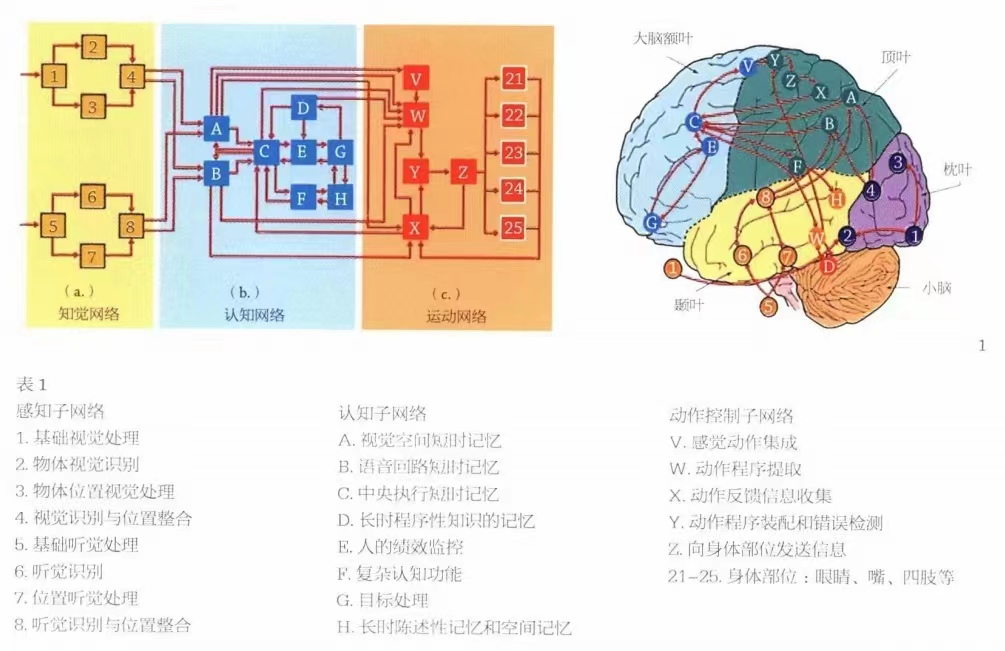 1
2
3
4
5
6
7
8
(a.)
知觉网络
A
B
C
D
E
F
G
H
(b.)
认知网络
V
W
X
Y
Z
21
22
23
24
25
(c.)
运动网络
大脑额叶
顶叶
枕叶
小脑
颞叶
V
Y
Z
X
A
B
C
E
F
G
H
W
D
1
2
3
4
1
5
6
7
8
1
表 1
感知子网络
1. 基础视觉处理
2. 物体视觉识别
3. 物体位置视觉处理
4. 视觉识别与位置整合
5. 基础听觉处理
6. 听觉识别
7. 位置听觉处理
8. 听觉识别与位置整合
认知子网络
A. 视觉空间短时记忆
B. 语音回路短时记忆
C. 中央执行短时记忆
D. 长时程序性知识的记忆
E. 人的绩效监控
F. 复杂认知功能
G. 目标处理
H. 长时陈述性记忆和空间记忆
动作控制子网络
V. 感觉动作集成
W. 动作程序提取
X. 动作反馈信息收集
Y. 动作程序装配和错误检测
Z. 向身体部位发送信息
21-25. 身体部位：眼睛、嘴、四肢等